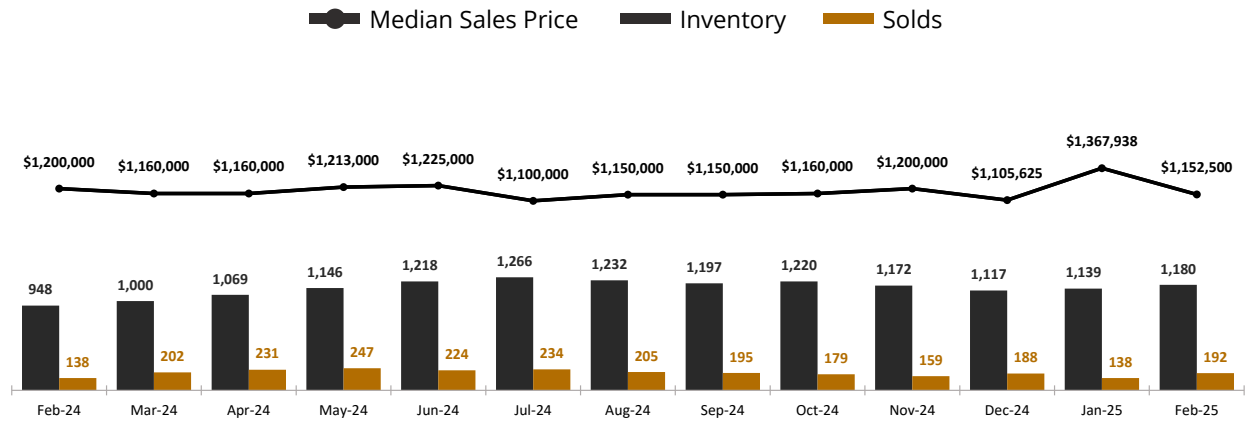 Median Sales Price Inventory Solds
$1,200,000 $1,160,000 $1,160,000 $1,213,000 $1,225,000 $1,100,000 $1,150,000 $1,150,000 $1,160,000 $1,200,000 $1,105,625 $1,367,938 $1,152,500
948 1,000 1,069 1,146 1,218 1,266 1,232 1,197 1,220 1,172 1,117 1,139 1,180
138 202 231 247 224 234 205 195 179 159 188 138 192
Feb-24 Mar-24 Apr-24 May-24 Jun-24 Jul-24 Aug-24 Sep-24 Oct-24 Nov-24 Dec-24 Jan-25 Feb-25